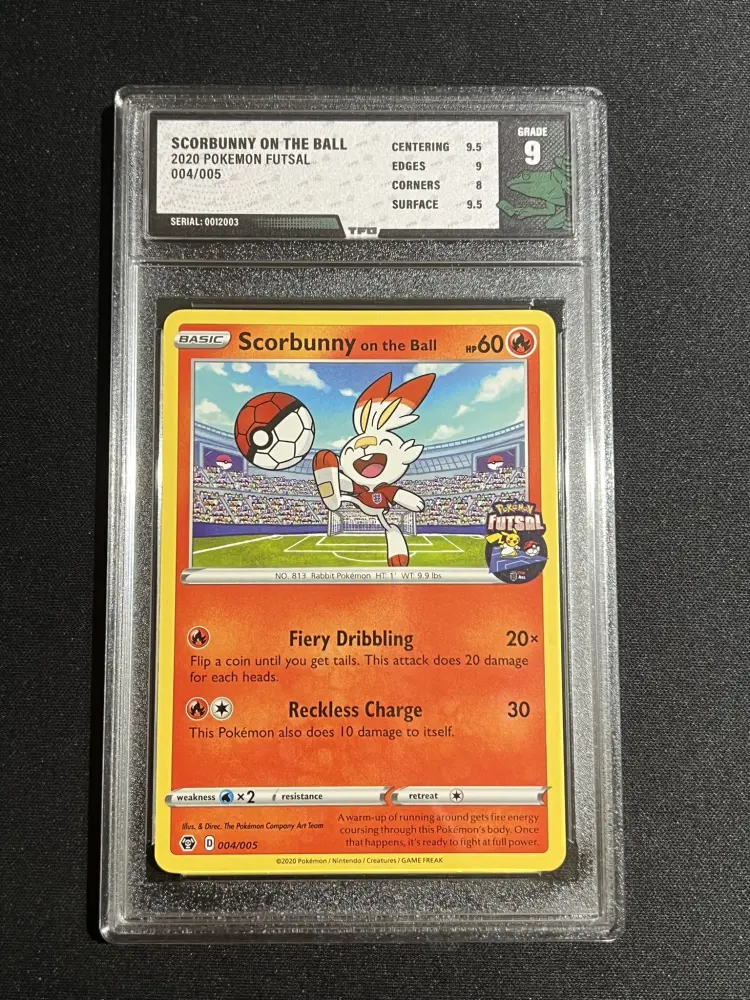 SCORBUNNY ON THE BALL
2020 POKEMON FUTSAL
004/005
SERIAL: 0012003
CENTERING 9.5
EDGES 9
CORNERS 8
SURFACE 9.5
GRADE
9
TFG
BASIC
Scorbunny on the Ball
HP60
POKéMON
FUTSAL
NO. 813 Rabbit Pokémon HT: 1' WT: 9.9 lbs
Fiery Dribbling 20×
Flip a coin until you get tails. This attack does 20 damage
for each heads.
Reckless Charge 30
This Pokémon also does 10 damage to itself.
weakness ×2 resistance retreat
Illus. & Direc. The Pokémon Company Art Team
D 004/005
A warm-up of running around gets fire energy
coursing through this Pokémon's body. Once
that happens, it's ready to fight at full power.
©2020 Pokémon / Nintendo / Creatures / GAME FREAK